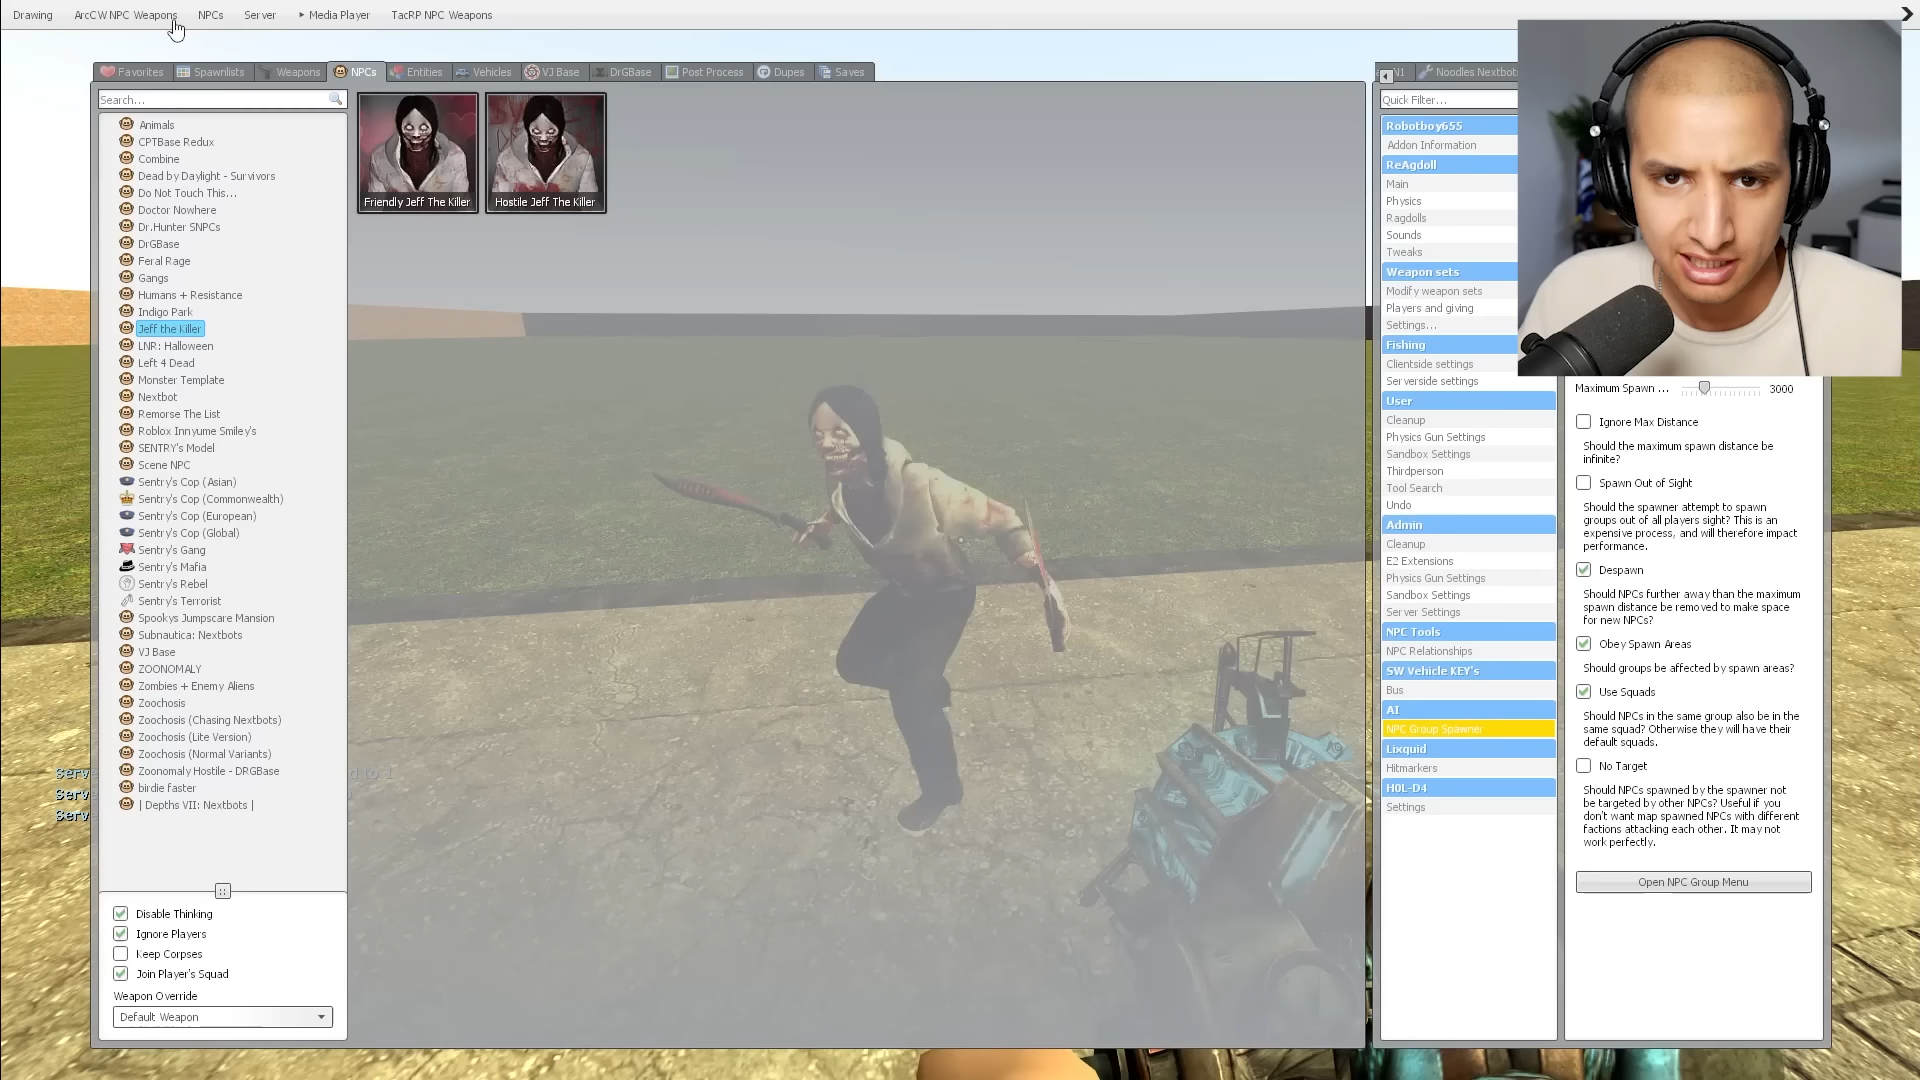 Drawing
ArcCW NPC Weapons
NPCs
Server
Media Player
TacRP NPC Weapons
Favorites
Spawnlists
Weapons
NPCs
Entities
Vehicles
VJ Base
DrGBase
Post Process
Dupes
Saves
Search...
Animals
CPTBase Redux
Combine
Dead by Daylight - Survivors
Do Not Touch This...
Doctor Nowhere
Dr.Hunter SNPCs
DrGBase
Feral Rage
Gangs
Humans + Resistance
Indigo Park
Jeff the Killer
LNR: Halloween
Left 4 Dead
Monster Template
Nextbot
Remorse The List
Roblox Innyume Smiley's
SENTRY's Model
Scene NPC
Sentry's Cop (Asian)
Sentry's Cop (Commonwealth)
Sentry's Cop (European)
Sentry's Cop (Global)
Sentry's Gang
Sentry's Mafia
Sentry's Rebel
Sentry's Terrorist
Spookys Jumpscare Mansion
Subnautica: Nextbots
VJ Base
ZOONOMALY
Zombies + Enemy Aliens
Zoochosis
Zoochosis (Chasing Nextbots)
Zoochosis (Lite Version)
Zoochosis (Normal Variants)
Zoonomaly Hostile - DRGBase
birdie faster
| Depths VII: Nextbots |
Disable Thinking
Ignore Players
Keep Corpses
Join Player's Squad
Weapon Override
Default Weapon
Friendly Jeff The Killer
Hostile Jeff The Killer
Serve
Serve
Serve
N1
Noodles Nextbot
Quick Filter...
Robotboy655
Addon Information
ReAgdoll
Main
Physics
Ragdolls
Sounds
Tweaks
Weapon sets
Modify weapon sets
Players and giving
Settings...
Fishing
Clientside settings
Serverside settings
User
Cleanup
Physics Gun Settings
Sandbox Settings
Thirdperson
Tool Search
Undo
Admin
Cleanup
E2 Extensions
Physics Gun Settings
Sandbox Settings
Server Settings
NPC Tools
NPC Relationships
SW Vehicle KEY's
Bus
AI
NPC Group Spawner
Lixquid
Hitmarkers
H0L-D4
Settings
Maximum Spawn ...
3000
Ignore Max Distance
Should the maximum spawn distance be
infinite?
Spawn Out of Sight
Should the spawner attempt to spawn
groups out of all players sight? This is an
expensive process, and will therefore impact
performance.
Despawn
Should NPCs further away than the maximum
spawn distance be removed to make space
for new NPCs?
Obey Spawn Areas
Should groups be affected by spawn areas?
Use Squads
Should NPCs in the same group also be in the
same squad? Otherwise they will have their
default squads.
No Target
Should NPCs spawned by the spawner not
be targeted by other NPCs? Useful if you
don't want map spawned NPCs with different
factions attacking each other. It may not
work perfectly.
Open NPC Group Menu